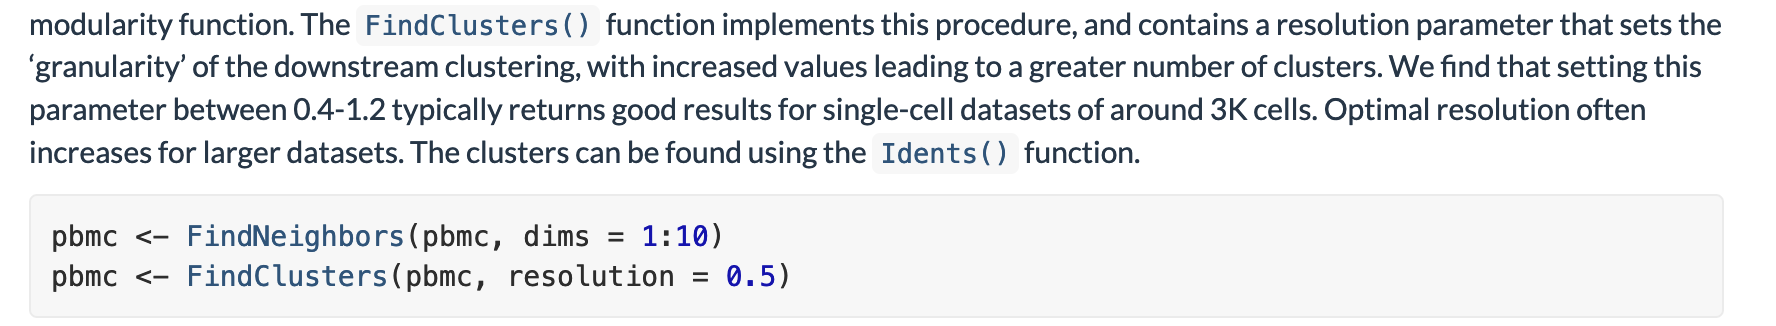 modularity function. The FindClusters() function implements this procedure, and contains a resolution parameter that sets the
‘granularity’ of the downstream clustering, with increased values leading to a greater number of clusters. We find that setting this
parameter between 0.4-1.2 typically returns good results for single-cell datasets of around 3K cells. Optimal resolution often
increases for larger datasets. The clusters can be found using the Idents() function.
pbmc <- FindNeighbors(pbmc, dims = 1:10)
pbmc <- FindClusters(pbmc, resolution = 0.5)